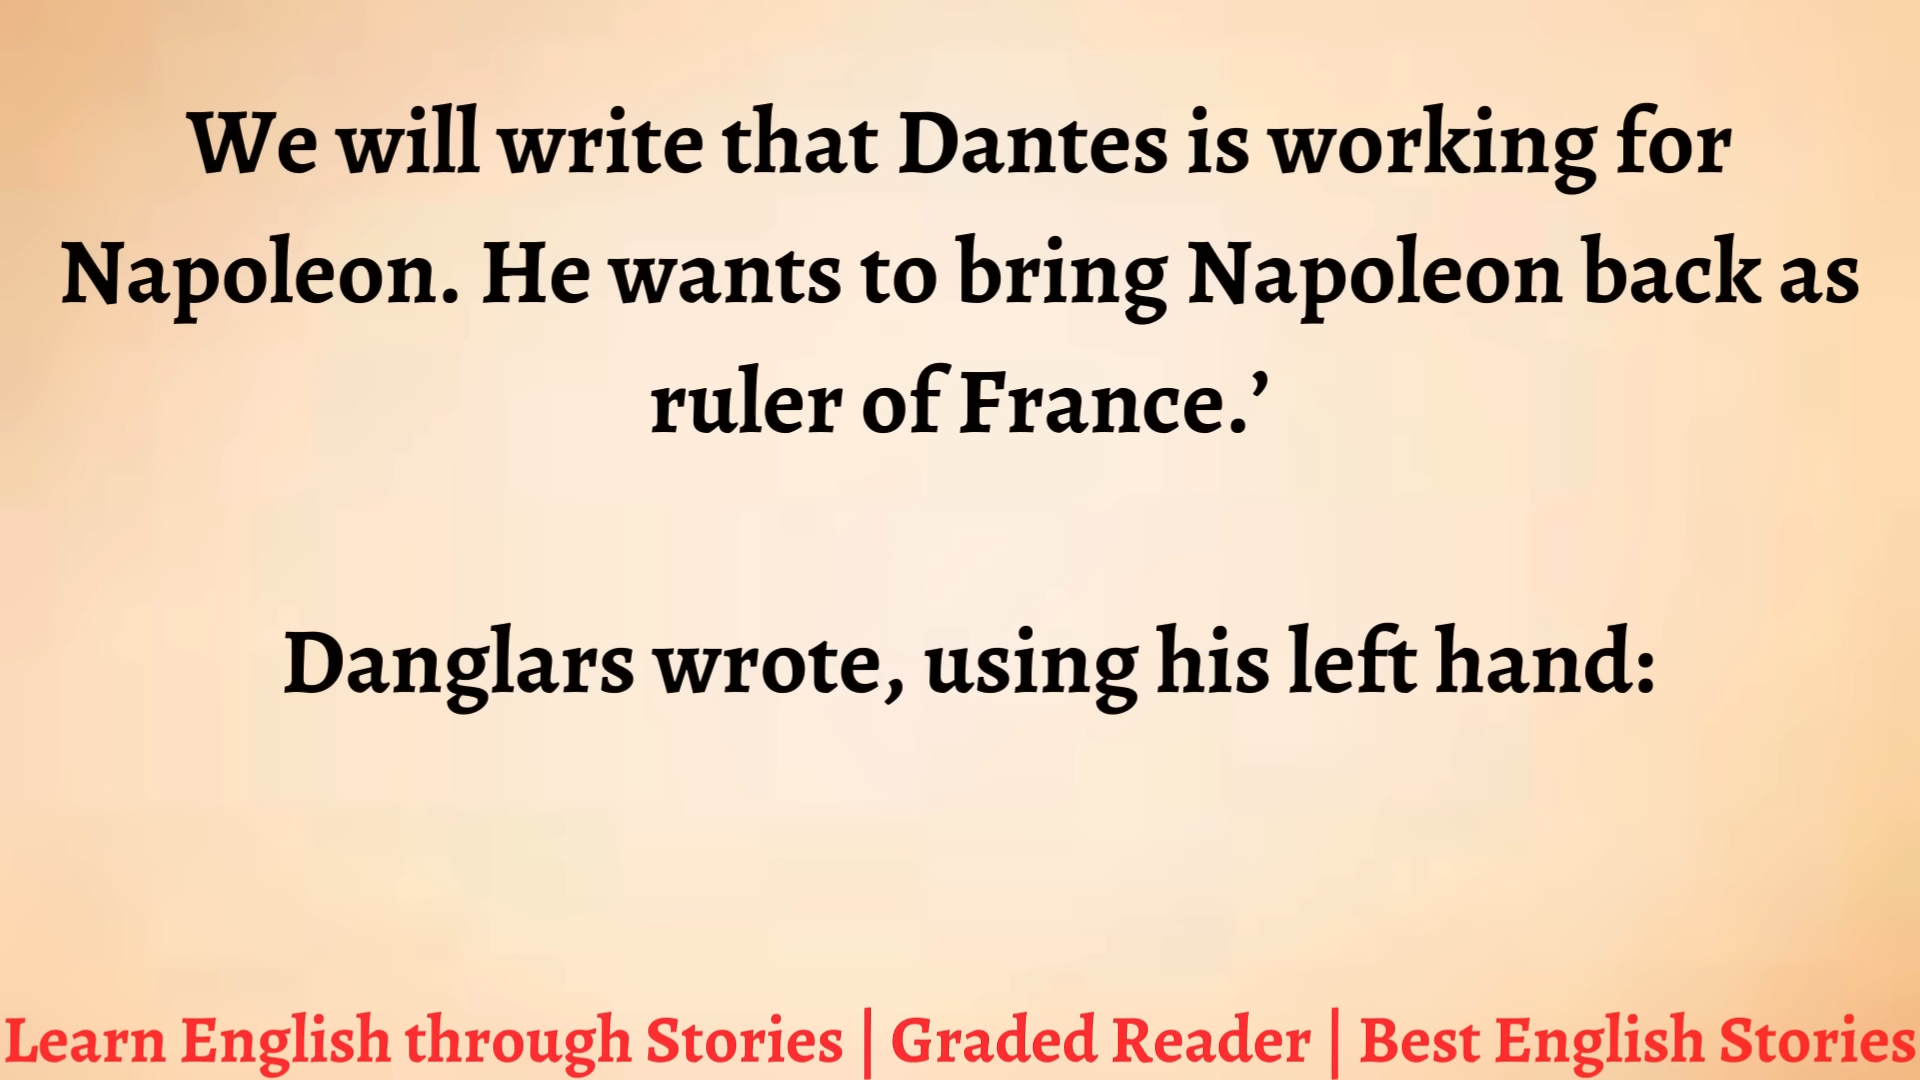 We will write that Dantes is working for
Napoleon. He wants to bring Napoleon back as
ruler of France.’
Danglars wrote, using his left hand:
Learn English through Stories | Graded Reader | Best English Stories